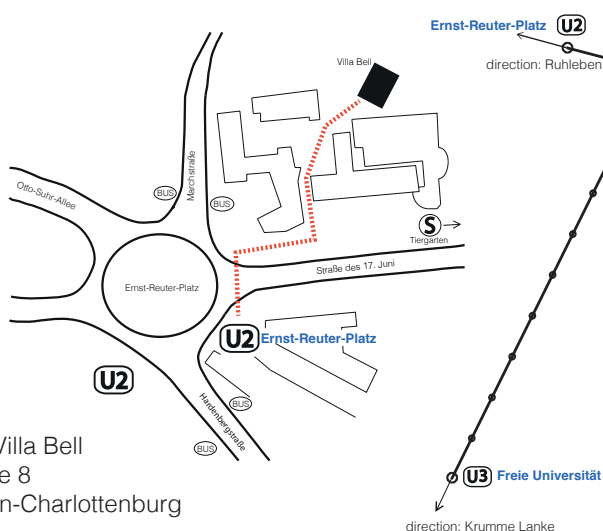 Ernst-Reuter-Platz U2
direction: Ruhleben
Villa Bell
Marchstraße
Otto-Suhr-Allee
BUS
BUS
S
Tiergarten
Straße des 17. Juni
Ernst-Reuter-Platz
U2 Ernst-Reuter-Platz
U2
BUS
Hardenbergstraße
BUS
Villa Bell
e 8
n-Charlottenburg
U3 Freie Universität
direction: Krumme Lanke